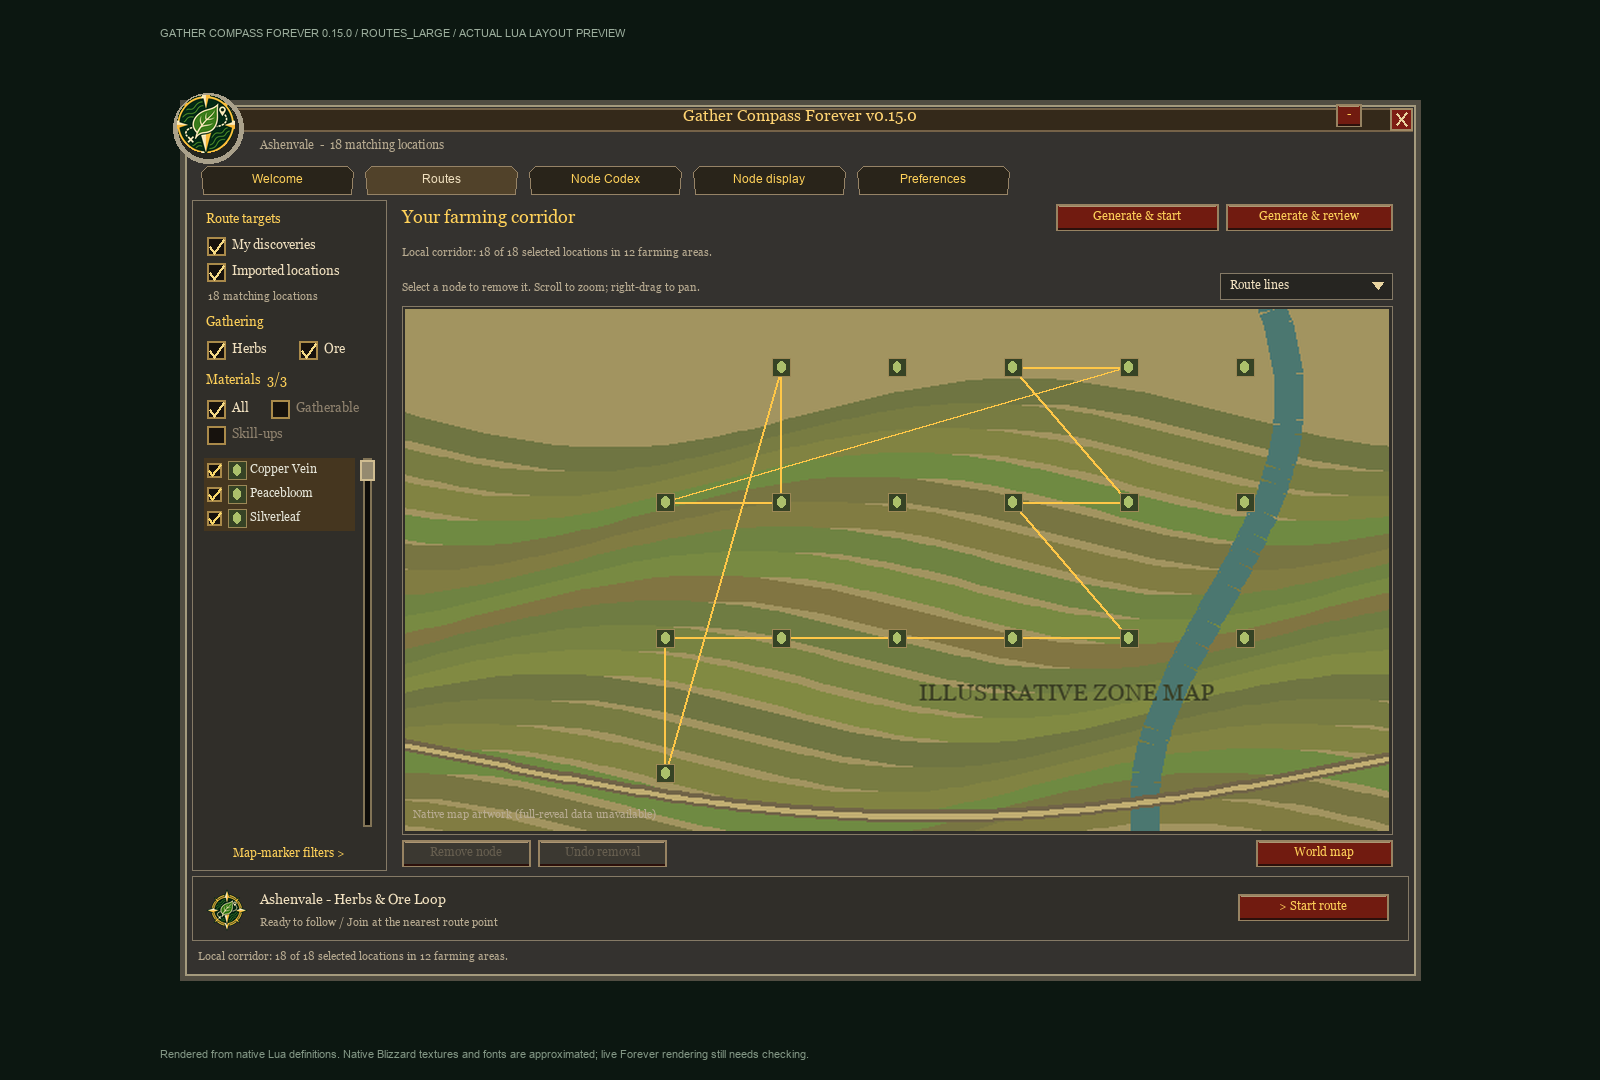 GATHER COMPASS FOREVER 0.15.0 / ROUTES_LARGE / ACTUAL LUA LAYOUT PREVIEW
Gather Compass Forever v0.15.0
-
X
Ashenvale - 18 matching locations
Welcome
Routes
Node Codex
Node display
Preferences
Route targets
My discoveries
Imported locations
18 matching locations
Gathering
Herbs
Ore
Materials 3/3
All
Gatherable
Skill-ups
Copper Vein
Peacebloom
Silverleaf
Map-marker filters >
Your farming corridor
Generate & start
Generate & review
Local corridor: 18 of 18 selected locations in 12 farming areas.
Select a node to remove it. Scroll to zoom; right-drag to pan.
Route lines
ILLUSTRATIVE ZONE MAP
Native map artwork (full-reveal data unavailable)
Remove node
Undo removal
World map
Ashenvale - Herbs & Ore Loop
Ready to follow / Join at the nearest route point
> Start route
Local corridor: 18 of 18 selected locations in 12 farming areas.
Rendered from native Lua definitions. Native Blizzard textures and fonts are approximated; live Forever rendering still needs checking.